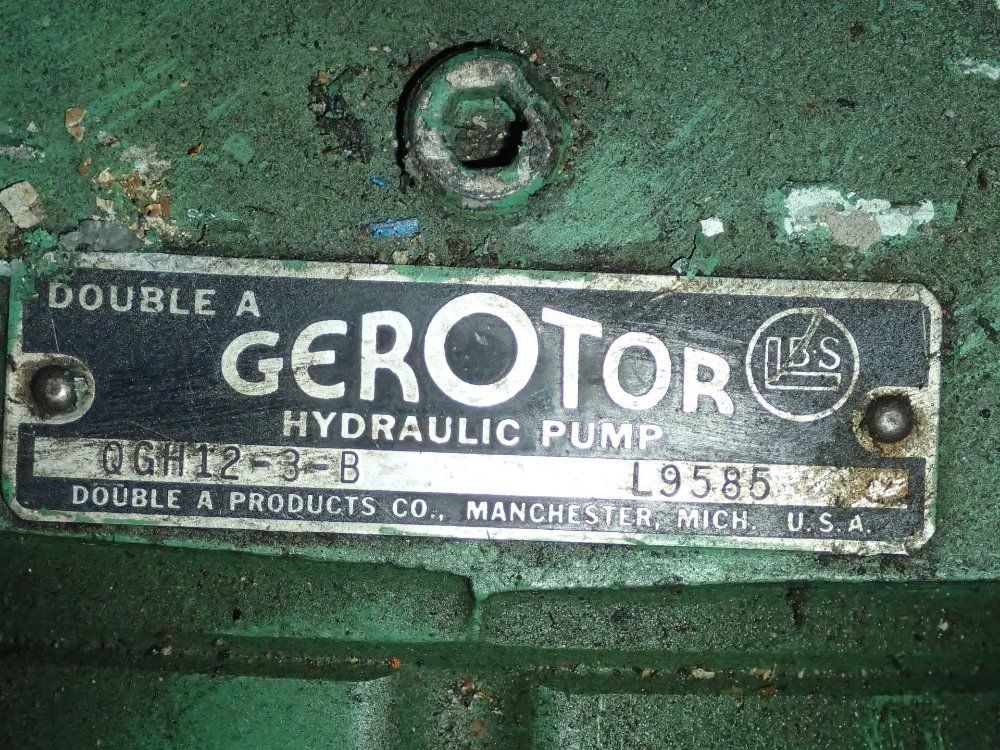 DOUBLE A
GEROTOR
LBS
HYDRAULIC PUMP
QGH12-3-B L9585
DOUBLE A PRODUCTS CO., MANCHESTER, MICH. U.S.A.